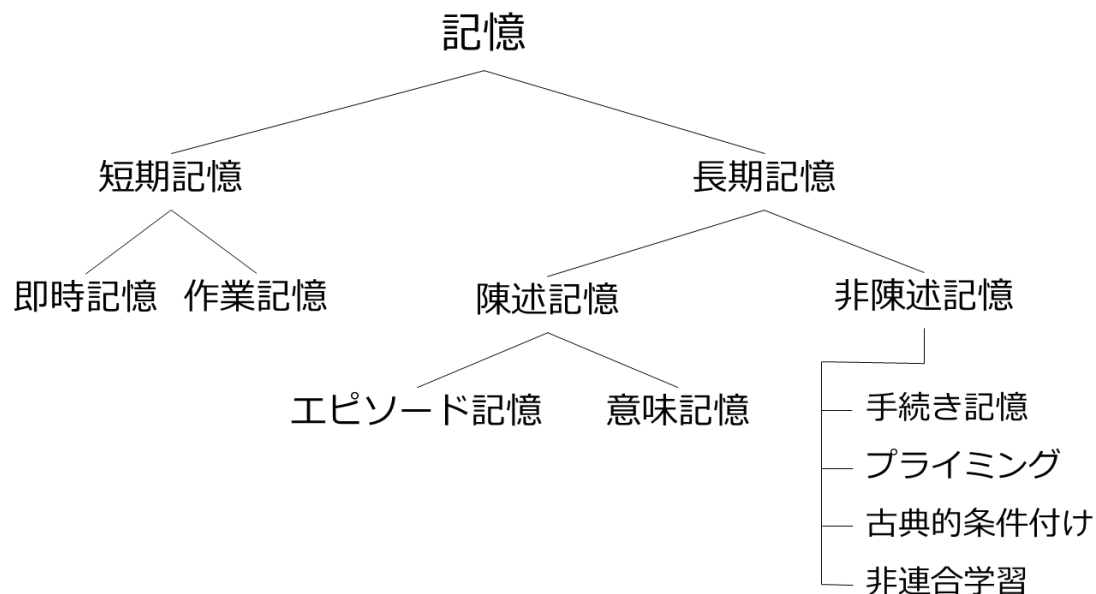 記憶
短期記憶
長期記憶
即時記憶
作業記憶
陳述記憶
非陳述記憶
エピソード記憶
意味記憶
手続き記憶
プライミング
古典的条件付け
非連合学習